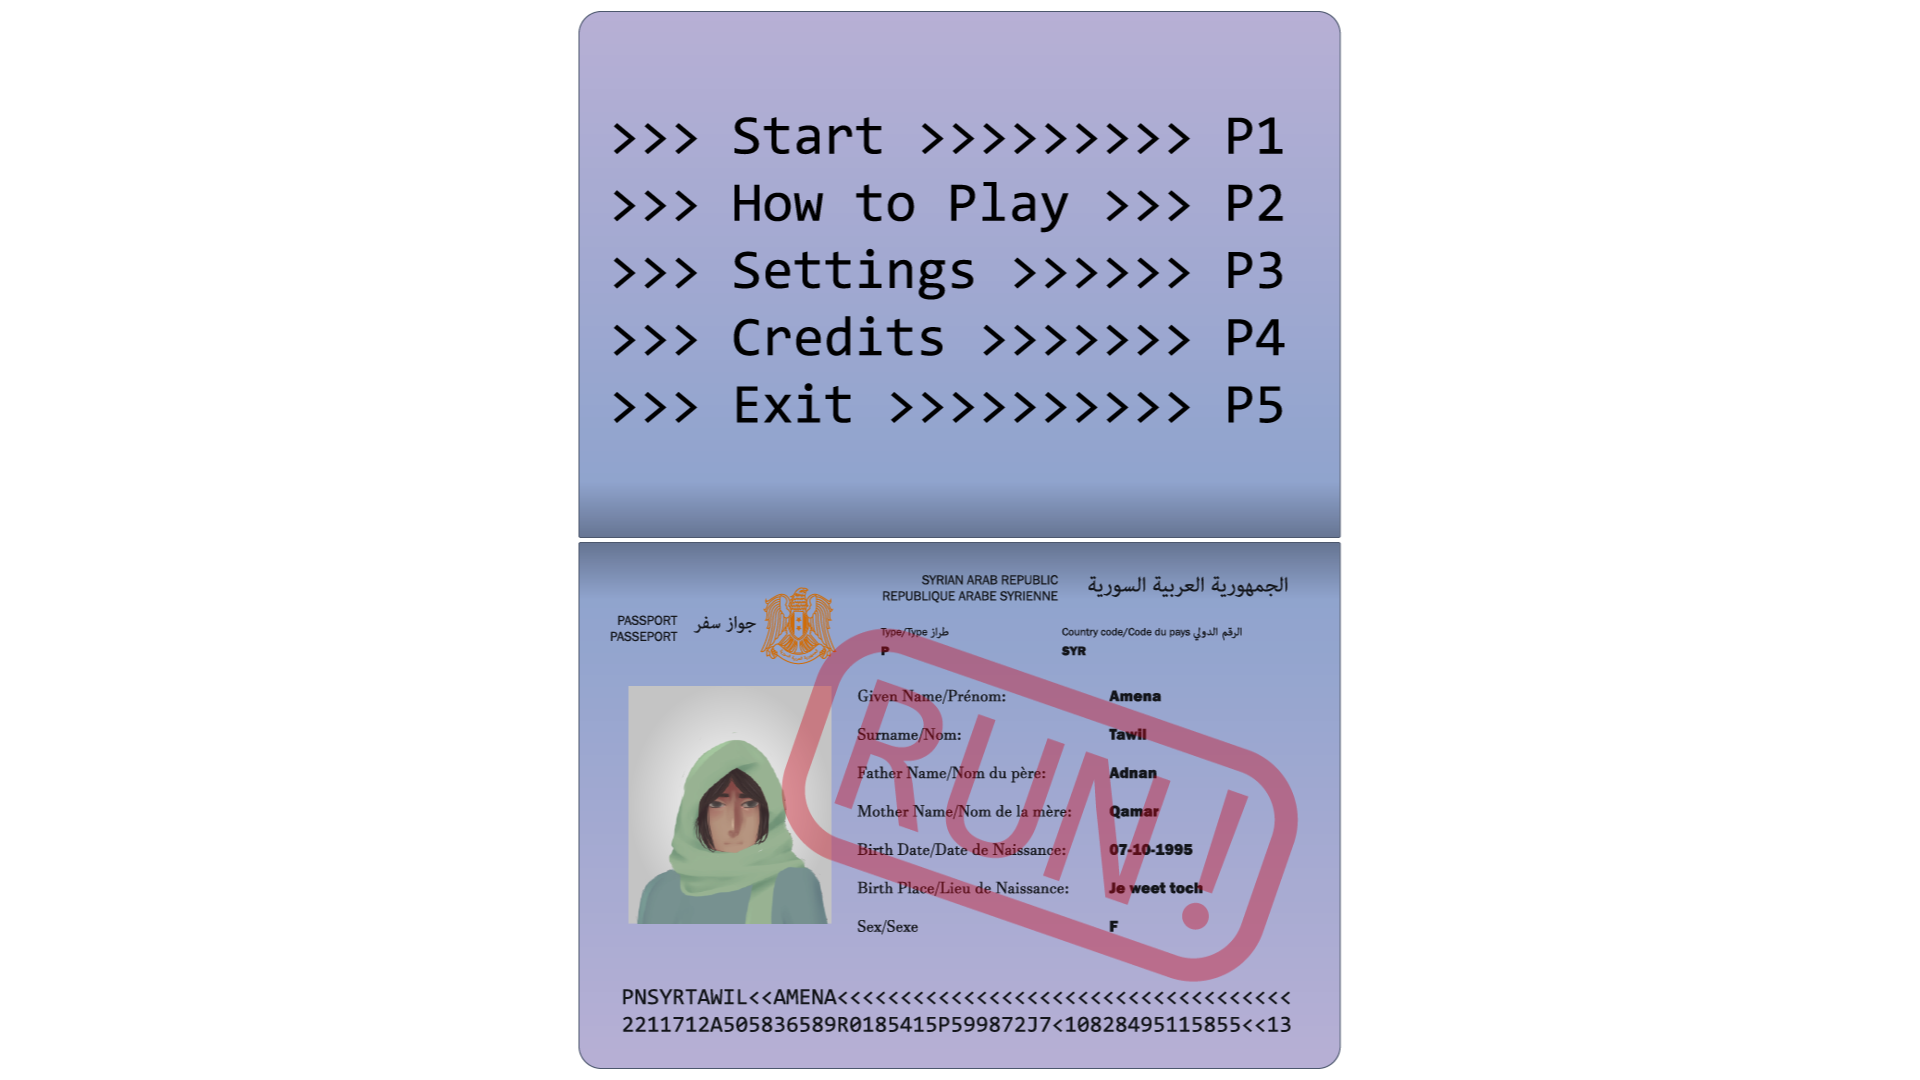 >>> Start >>>>>>>>> P1
>>> How to Play >>> P2
>>> Settings >>>>>> P3
>>> Credits >>>>>>> P4
>>> Exit >>>>>>>>>> P5
SYRIAN ARAB REPUBLIC
REPUBLIQUE ARABE SYRIENNE
الجمهورية العربية السورية
PASSPORT
PASSEPORT
جواز سفر
Type/Type طراز
P
Country code/Code du pays الرقم الدولي
SYR
Given Name/Prénom: Amena
Surname/Nom: Tawil
Father Name/Nom du père: Adnan
Mother Name/Nom de la mère: Qamar
Birth Date/Date de Naissance: 07-10-1995
Birth Place/Lieu de Naissance: Je weet toch
Sex/Sexe F
RUN!
PNSYRTAWIL<<AMENA<<<<<<<<<<<<<<<<<<<<<<<<<<<<<<<<<<<<
2211712A505836589R0185415P599872J7<10828495115855<<13